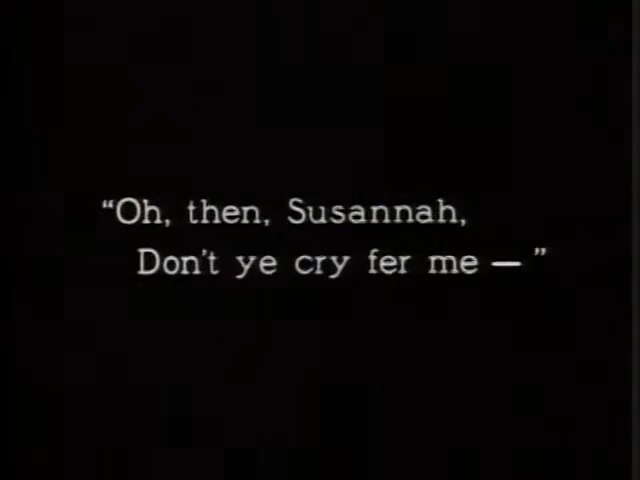 “Oh, then, Susannah,
Don't ye cry fer me — ”